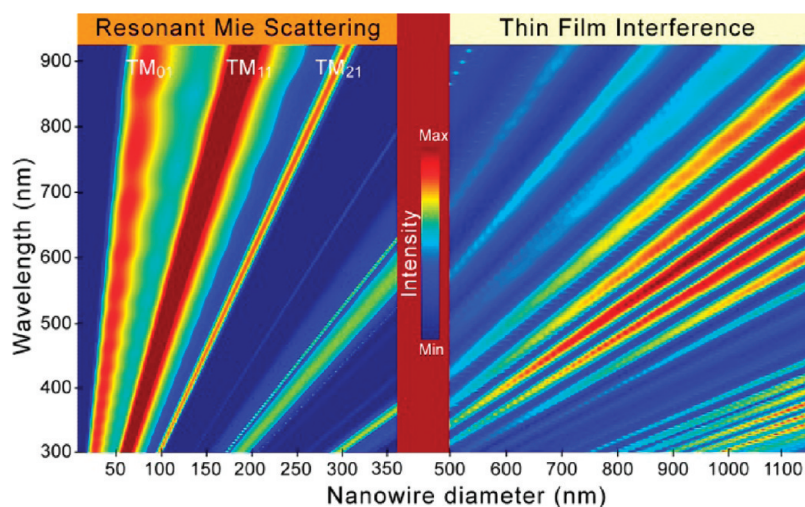 Resonant Mie Scattering
Thin Film Interference
TM₀₁ TM₁₁ TM₂₁
Max
Intensity
Min
Wavelength (nm)
900
800
700
600
500
400
300
50 100 150 200 250 300 350
500 600 700 800 900 1000 1100
Nanowire diameter (nm)